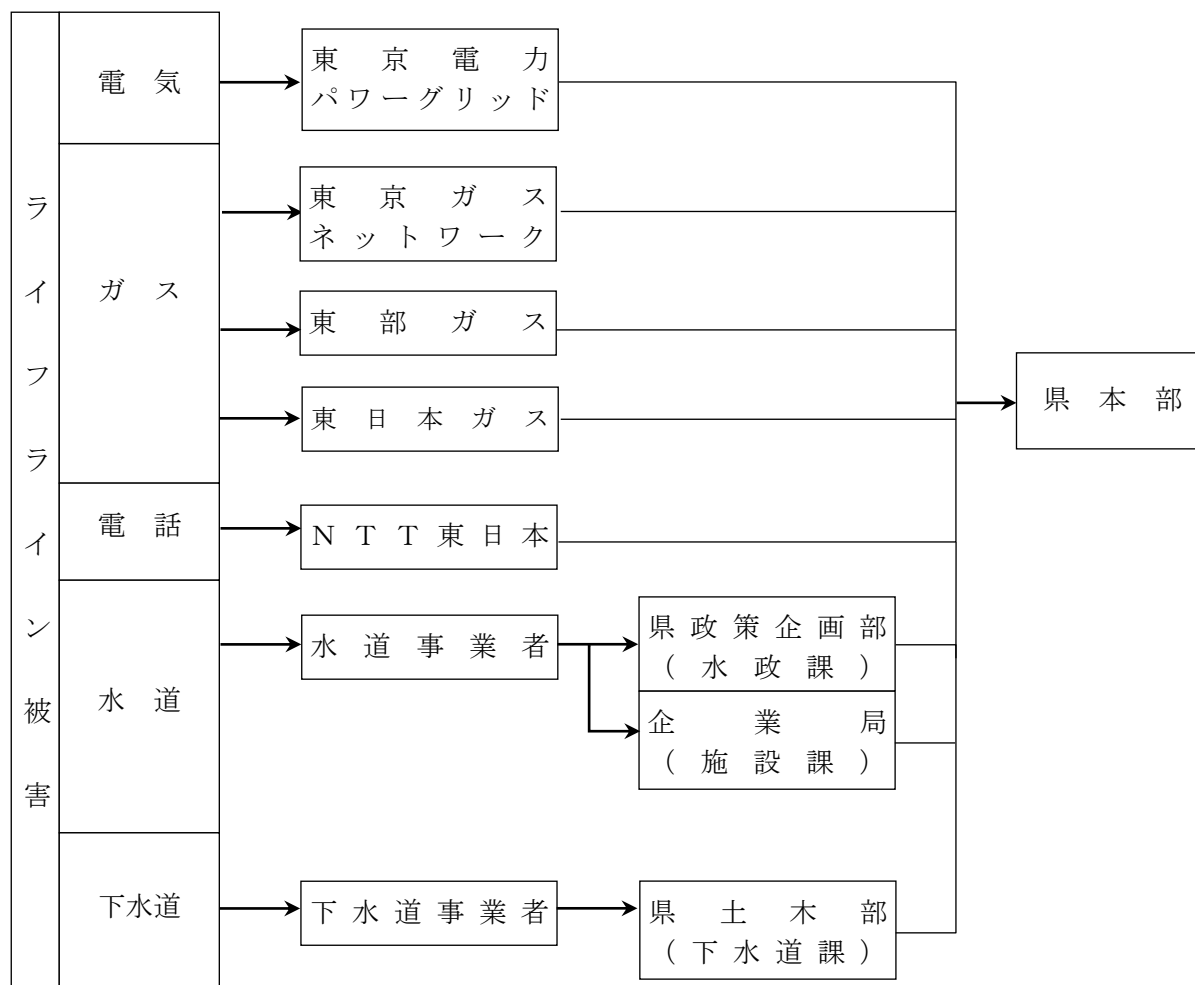 ライフライン被害
電気
東京電力
パワーグリッド
ガス
東京ガス
ネットワーク
東部ガス
東日本ガス
電話
NTT東日本
水道
水道事業者
県政策企画部
(水政課)
企業局
(施設課)
下水道
下水道事業者
県土木部
(下水道課)
県本部